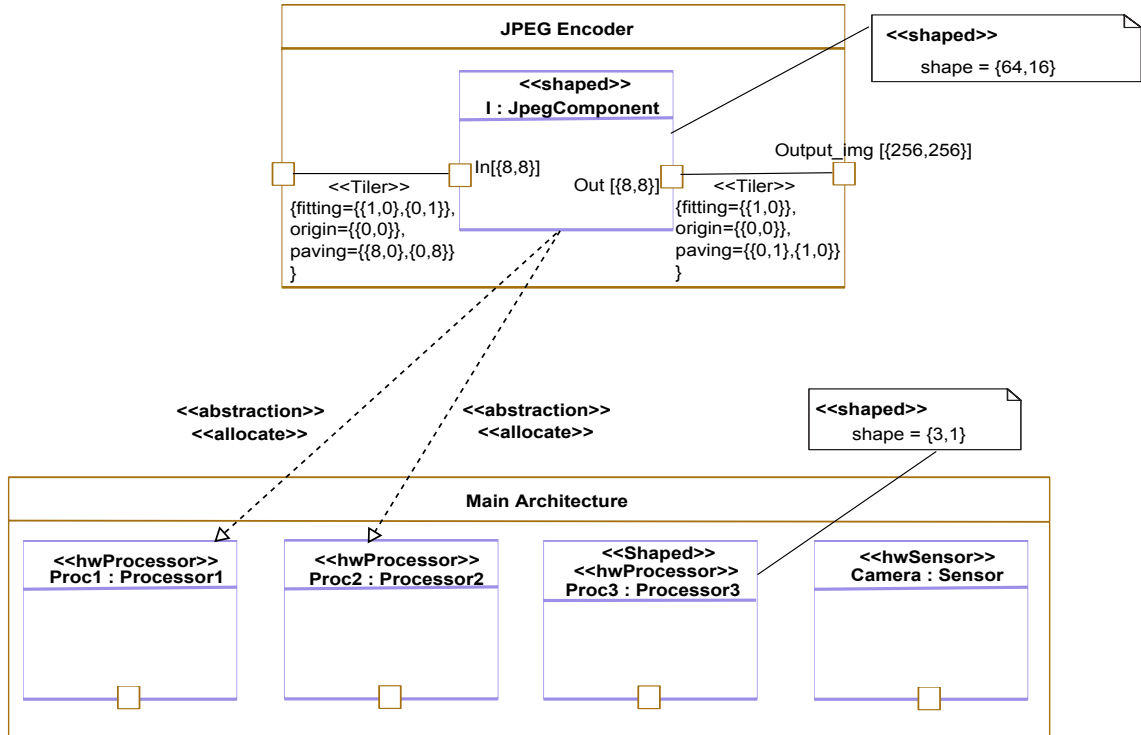 JPEG Encoder
<<shaped>>
shape = {64,16}
<<shaped>>
I : JpegComponent
Output_img [{256,256}]
In[{8,8}]
Out [{8,8}]
<<Tiler>>
{fitting={{1,0},{0,1}},
origin={{0,0}},
paving={{8,0},{0,8}}
}
<<Tiler>>
{fitting={{1,0}},
origin={{0,0}},
paving={{0,1},{1,0}}
}
<<abstraction>>
<<allocate>>
<<abstraction>>
<<allocate>>
<<shaped>>
shape = {3,1}
Main Architecture
<<hwProcessor>>
Proc1 : Processor1
<<hwProcessor>>
Proc2 : Processor2
<<Shaped>>
<<hwProcessor>>
Proc3 : Processor3
<<hwSensor>>
Camera : Sensor